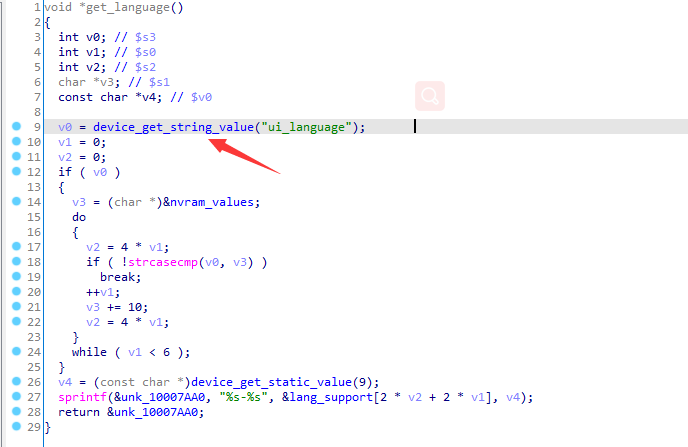 1 void *get_language()
2 {
3 int v0; // $s3
4 int v1; // $s0
5 int v2; // $s2
6 char *v3; // $s1
7 const char *v4; // $v0
8
9 v0 = device_get_string_value("ui_language");
10 v1 = 0;
11 v2 = 0;
12 if ( v0 )
13 {
14 v3 = (char *)&nvram_values;
15 do
16 {
17 v2 = 4 * v1;
18 if ( !strcasecmp(v0, v3) )
19 break;
20 ++v1;
21 v3 += 10;
22 v2 = 4 * v1;
23 }
24 while ( v1 < 6 );
25 }
26 v4 = (const char *)device_get_static_value(9);
27 sprintf(&unk_10007AA0, "%s-%s", &lang_support[2 * v2 + 2 * v1], v4);
28 return &unk_10007AA0;
29 }